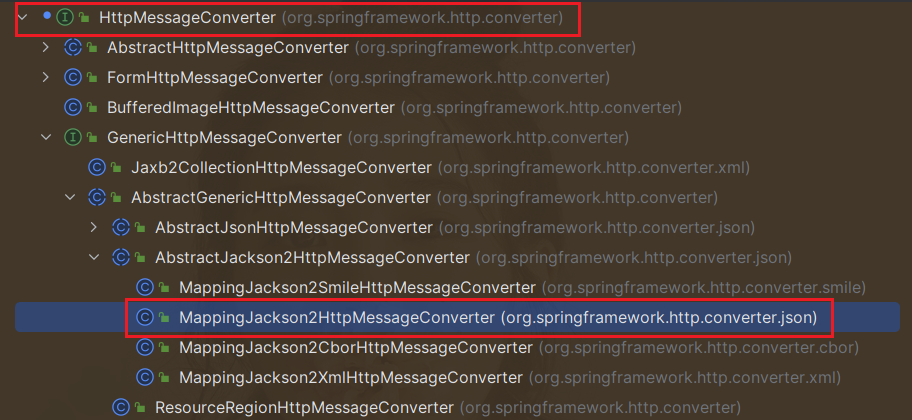 HttpMessageConverter (org.springframework.http.converter)
AbstractHttpMessageConverter (org.springframework.http.converter)
FormHttpMessageConverter (org.springframework.http.converter)
BufferedImageHttpMessageConverter (org.springframework.http.converter)
GenericHttpMessageConverter (org.springframework.http.converter)
Jaxb2CollectionHttpMessageConverter (org.springframework.http.converter.xml)
AbstractGenericHttpMessageConverter (org.springframework.http.converter)
AbstractJsonHttpMessageConverter (org.springframework.http.converter.json)
AbstractJackson2HttpMessageConverter (org.springframework.http.converter.json)
MappingJackson2SmileHttpMessageConverter (org.springframework.http.converter.smile)
MappingJackson2HttpMessageConverter (org.springframework.http.converter.json)
MappingJackson2CborHttpMessageConverter (org.springframework.http.converter.cbor)
MappingJackson2XmlHttpMessageConverter (org.springframework.http.converter.xml)
ResourceRegionHttpMessageConverter (org.springframework.http.converter)